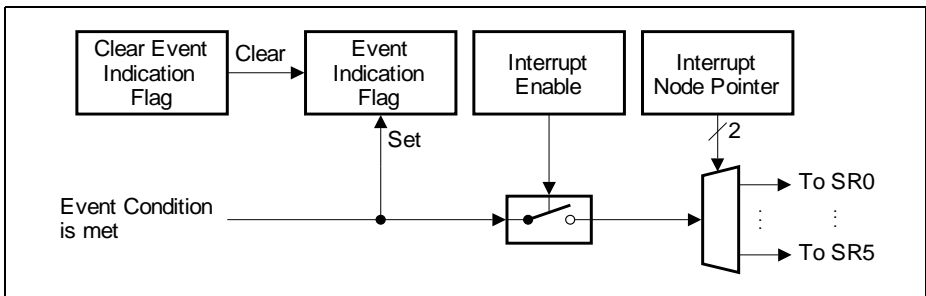 Clear Event
Indication
Flag
Clear
Event
Indication
Flag
Interrupt
Enable
Interrupt
Node Pointer
Set
2
Event Condition
is met
To SR0
To SR5